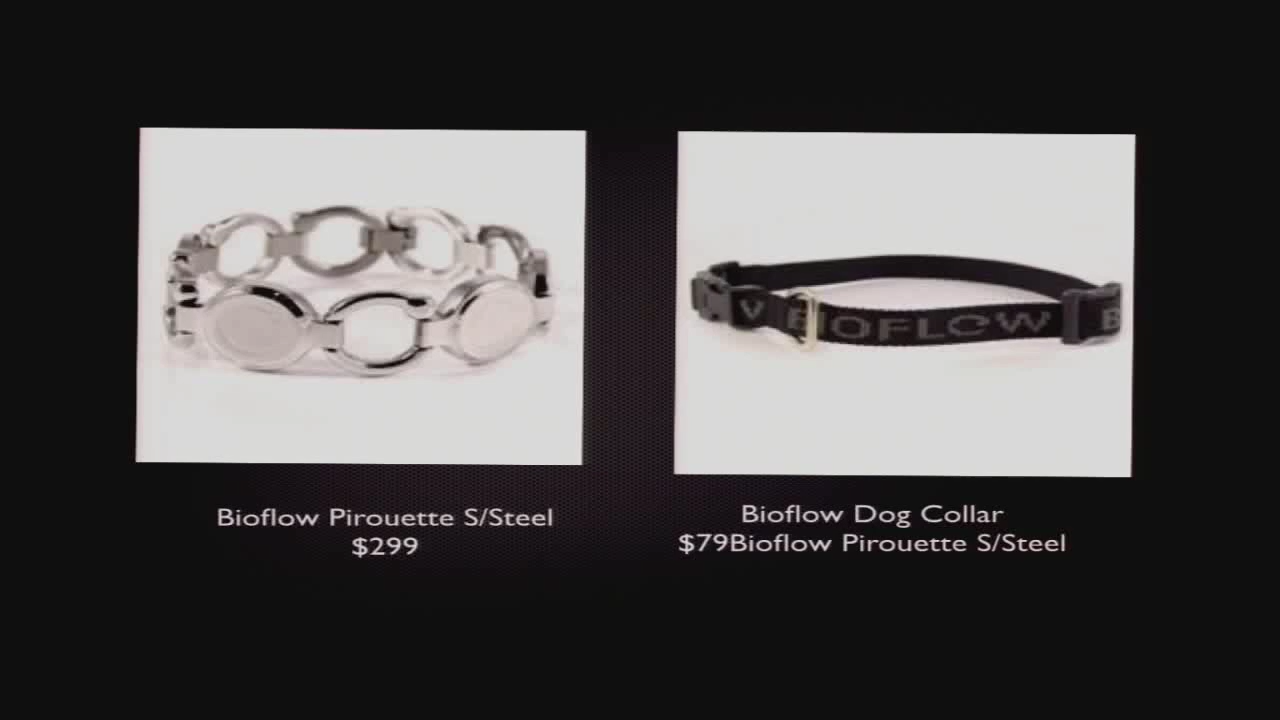 Bioflow Pirouette S/Steel
$299
V BIOFLOW B
Bioflow Dog Collar
$79Bioflow Pirouette S/Steel